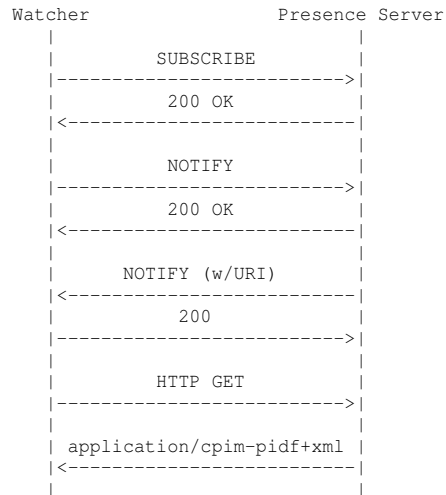 Watcher Presence Server
SUBSCRIBE
200 OK
NOTIFY
200 OK
NOTIFY (w/URI)
200
HTTP GET
application/cpim-pidf+xml